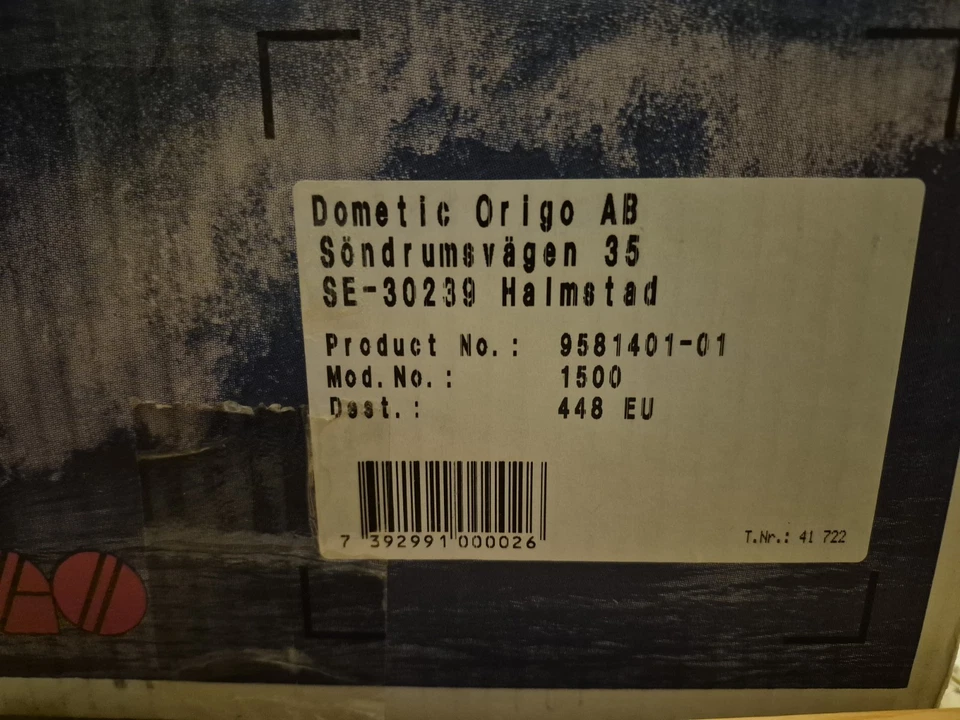 Dometic Origo AB
Söndrumsvägen 35
SE-30239 Halmstad
Product No.: 9581401-01
Mod.No.: 1500
Dest.: 448 EU
7 392991 000026
T.Nr.: 41 722